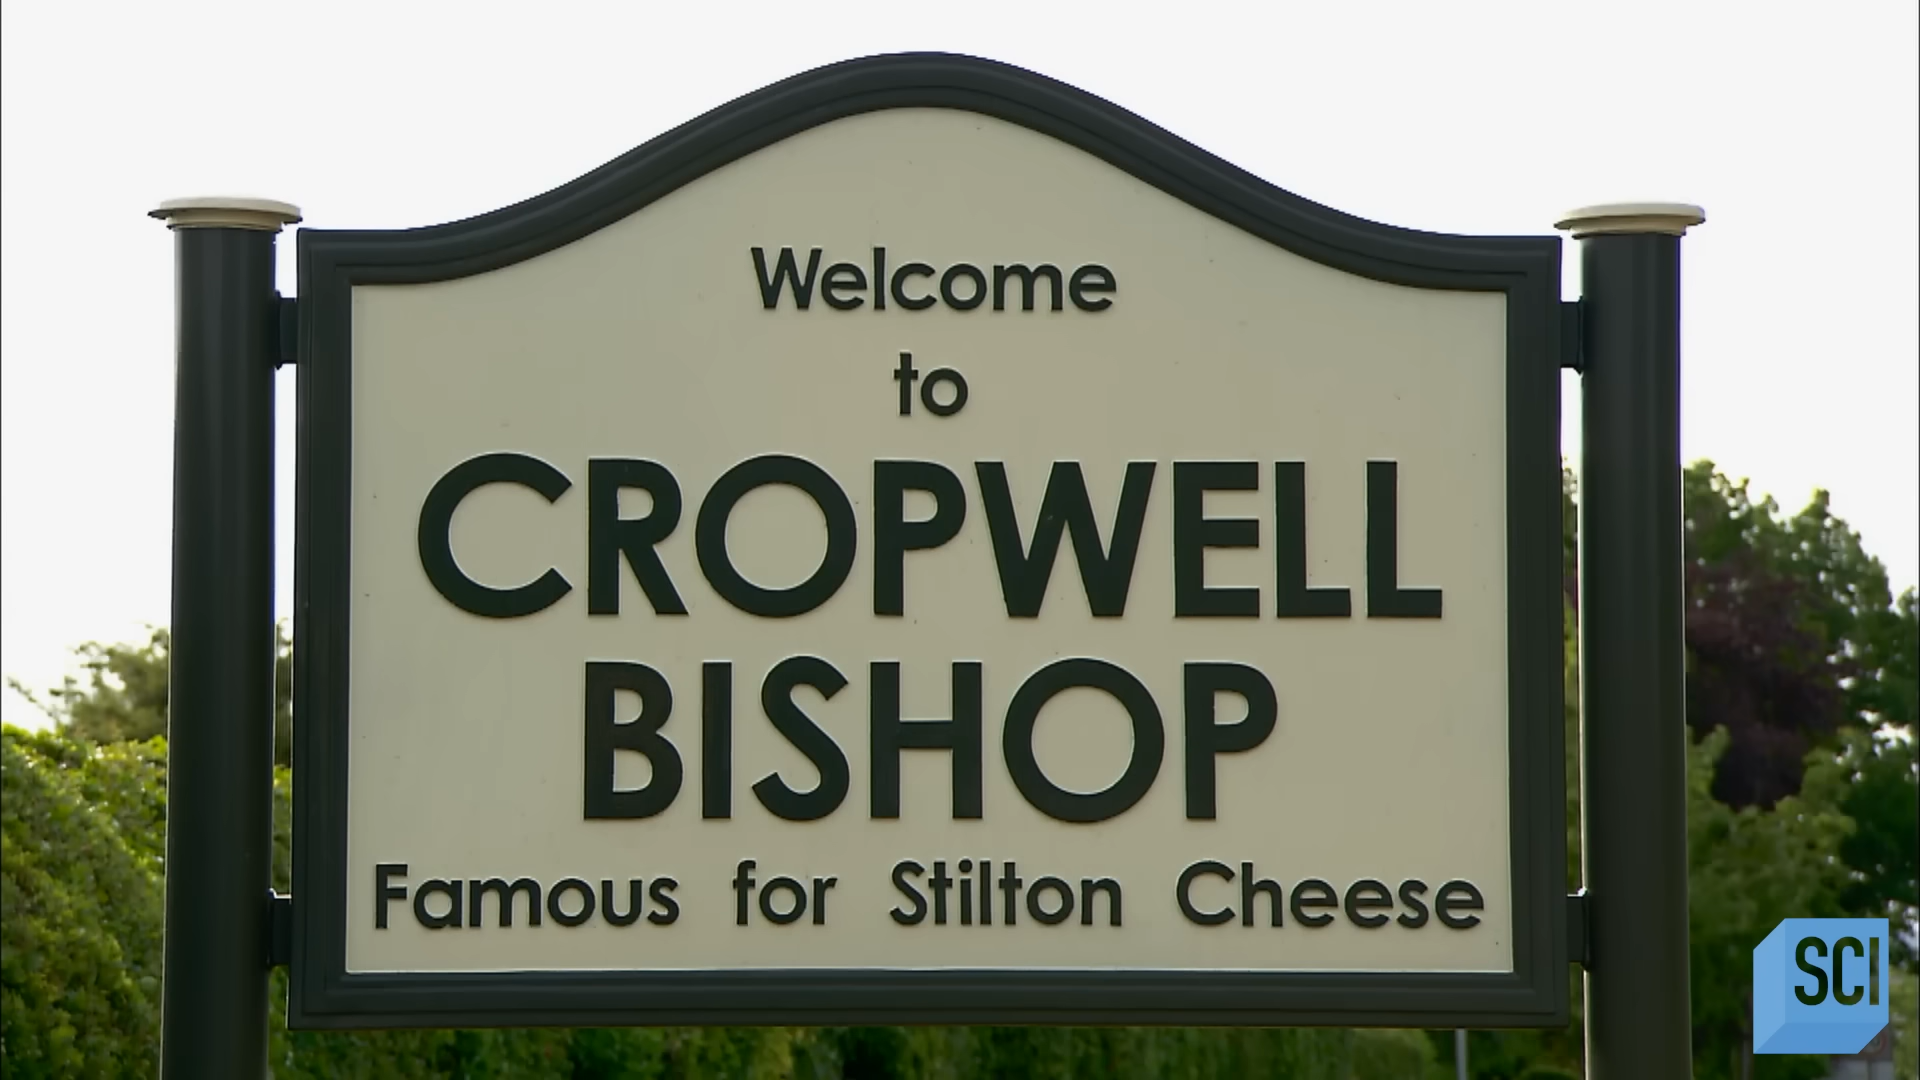 Welcome
to
CROPWELL
BISHOP
Famous for Stilton Cheese
SCI